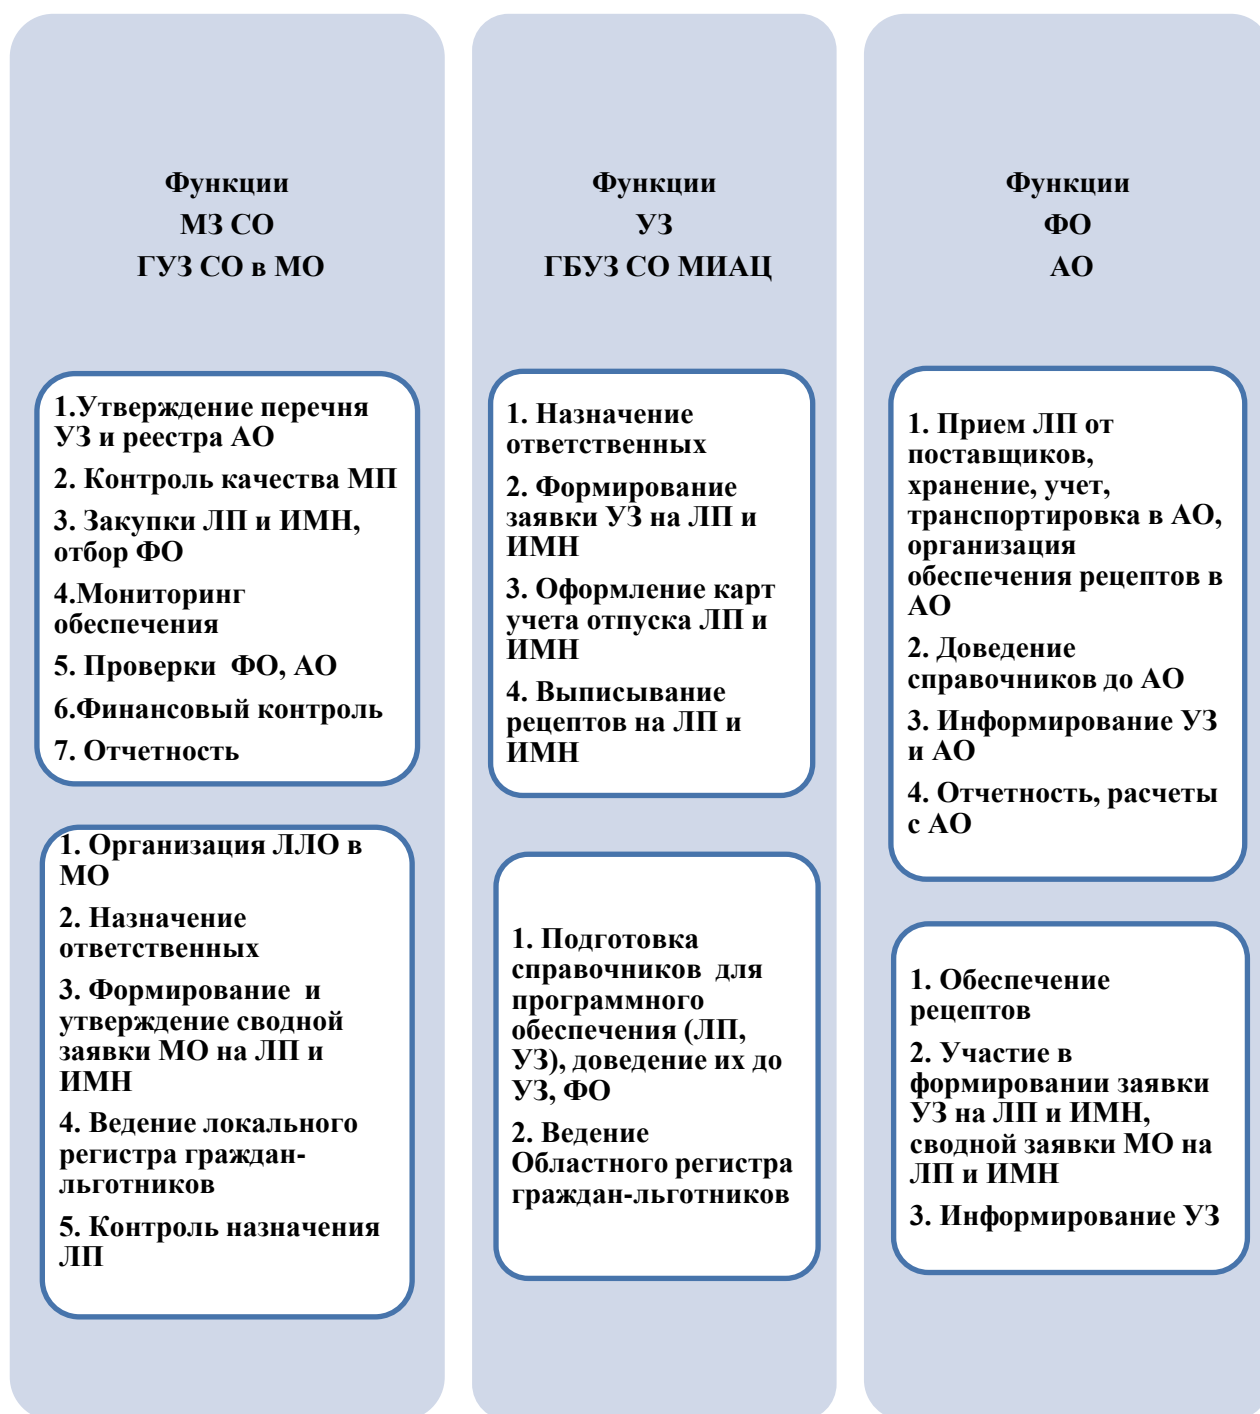 Функции
МЗ СО
ГУЗ СО в МО
1.Утверждение перечня
УЗ и реестра АО
2. Контроль качества МП
3. Закупки ЛП и ИМН,
отбор ФО
4.Мониторинг
обеспечения
5. Проверки  ФО, АО
6.Финансовый контроль
7. Отчетность
1. Организация ЛЛО в
МО
2. Назначение
ответственных
3. Формирование  и
утверждение сводной
заявки МО на ЛП и
ИМН
4. Ведение локального
регистра граждан-
льготников
5. Контроль назначения
ЛП
Функции
УЗ
ГБУЗ СО МИАЦ
1. Назначение
ответственных
2. Формирование
заявки УЗ на ЛП и
ИМН
3. Оформление карт
учета отпуска ЛП и
ИМН
4. Выписывание
рецептов на ЛП и
ИМН
1. Подготовка
справочников  для
программного
обеспечения (ЛП,
УЗ), доведение их до
УЗ, ФО
2. Ведение
Областного регистра
граждан-льготников
Функции
ФО
АО
1. Прием ЛП от
поставщиков,
хранение, учет,
транспортировка в АО,
организация
обеспечения рецептов в
АО
2. Доведение
справочников до АО
3. Информирование УЗ
и АО
4. Отчетность, расчеты
с АО
1. Обеспечение
рецептов
2. Участие в
формировании заявки
УЗ на ЛП и ИМН,
сводной заявки МО на
ЛП и ИМН
3. Информирование УЗ